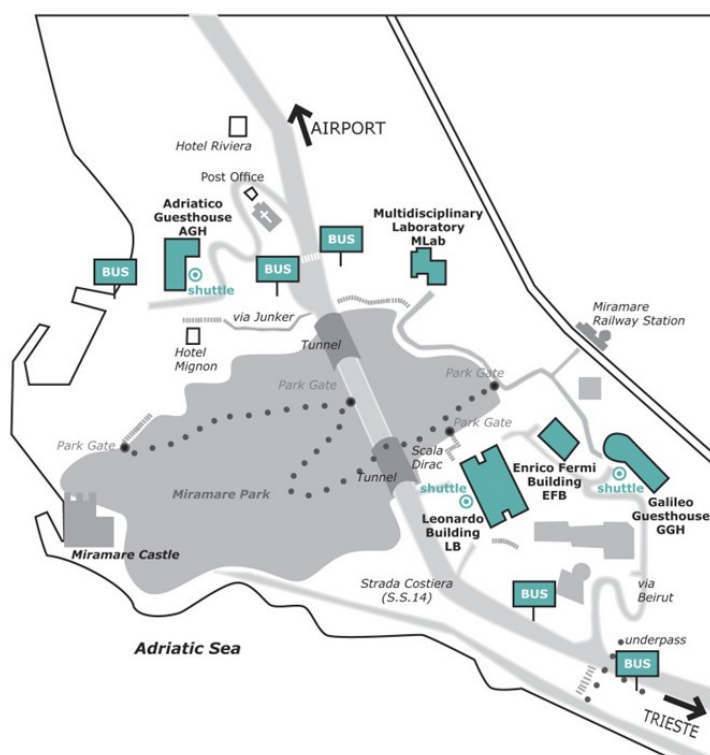 AIRPORT
Hotel Riviera
Post Office
Adriatico
Guesthouse
AGH
Multidisciplinary
Laboratory
MLab
BUS
BUS
BUS
shuttle
via Junker
Miramare
Railway Station
Hotel
Mignon
Tunnel
Park Gate
Park Gate
Park Gate
Park Gate
Scala
Dirac
Enrico Fermi
Building
EFB
Miramare Park
Tunnel
shuttle
shuttle
Leonardo
Building
LB
Galileo
Guesthouse
GGH
Miramare Castle
Strada Costiera
(S.S.14)
BUS
via
Beirut
Adriatic Sea
underpass
BUS
TRIESTE